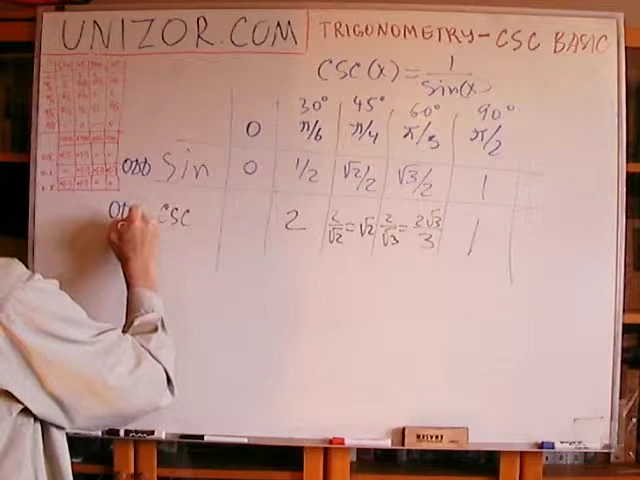 UNIZOR.COM
TRIGONOMETRY-CSC BASIC
CSC(x)=1/sin(x)
30° 45° 60° 90°
0 π/6 π/4 π/3 π/2
ODD Sin 0 1/2 √2/2 √3/2 1
CSC 2 2/√2=√2 2/√3=2√3/3 1
ERASER